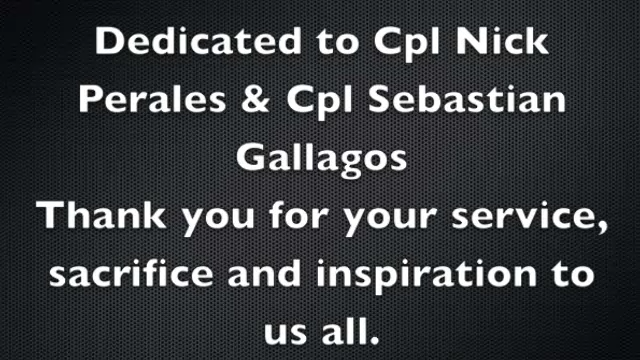 Dedicated to Cpl Nick
Perales & Cpl Sebastian
Gallagos
Thank you for your service,
sacrifice and inspiration to
us all.